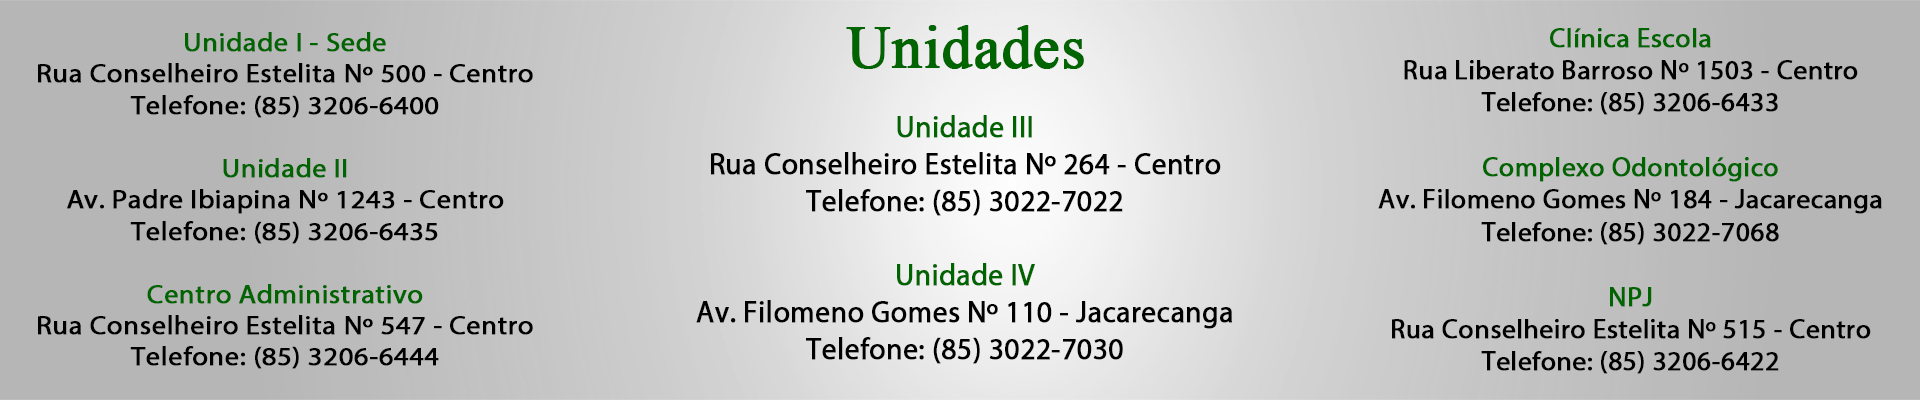 Unidades
Unidade I - Sede
Rua Conselheiro Estelita Nº 500 - Centro
Telefone: (85) 3206-6400
Unidade II
Av. Padre Ibiapina Nº 1243 - Centro
Telefone: (85) 3206-6435
Centro Administrativo
Rua Conselheiro Estelita Nº 547 - Centro
Telefone: (85) 3206-6444
Unidade III
Rua Conselheiro Estelita Nº 264 - Centro
Telefone: (85) 3022-7022
Unidade IV
Av. Filomeno Gomes Nº 110 - Jacarecanga
Telefone: (85) 3022-7030
Clínica Escola
Rua Liberato Barroso Nº 1503 - Centro
Telefone: (85) 3206-6433
Complexo Odontológico
Av. Filomeno Gomes Nº 184 - Jacarecanga
Telefone: (85) 3022-7068
NPJ
Rua Conselheiro Estelita Nº 515 - Centro
Telefone: (85) 3206-6422